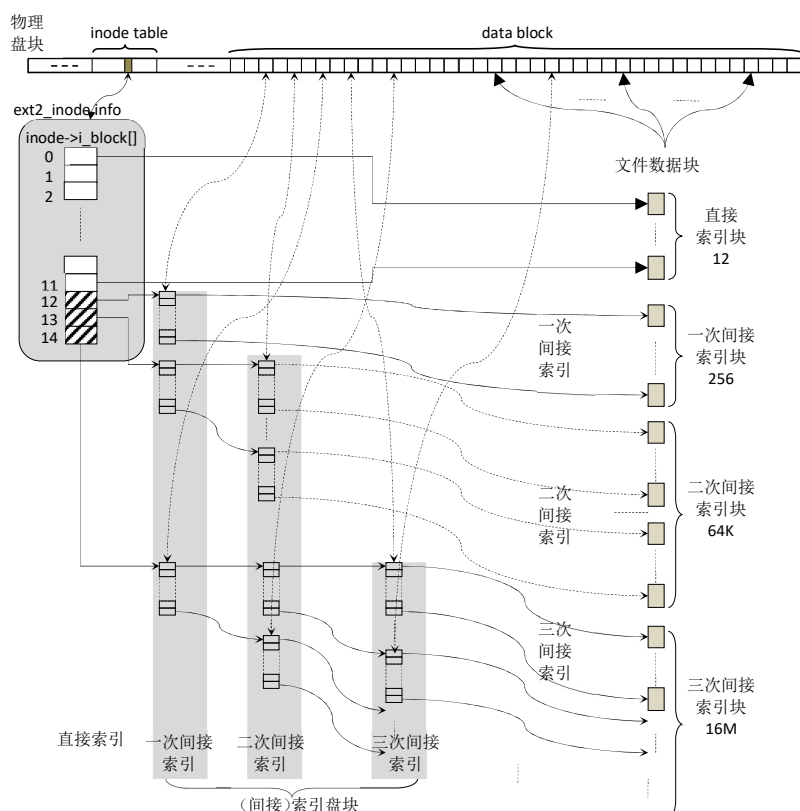 物理
盘块
inode table
data block
ext2_inode_info
inode->i_block[]
0
1
2
11
12
13
14
文件数据块
直接
索引块
12
一次
间接
索引
一次间接
索引块
256
二次
间接
索引
二次间接
索引块
64K
三次
间接
索引
三次间接
索引块
16M
直接索引
一次间接
索引
二次间接
索引
三次间接
索引
(间接)索引盘块